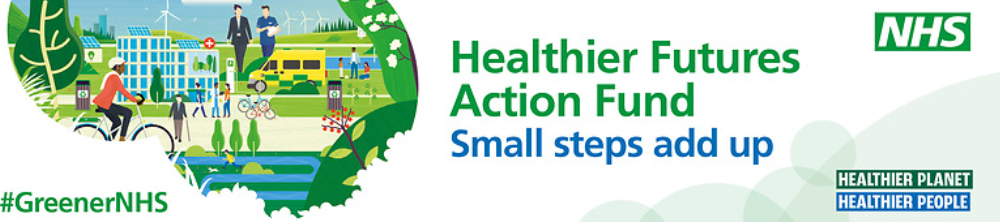 NHS
Healthier Futures
Action Fund
Small steps add up
#GreenerNHS
HEALTHIER PLANET
HEALTHIER PEOPLE